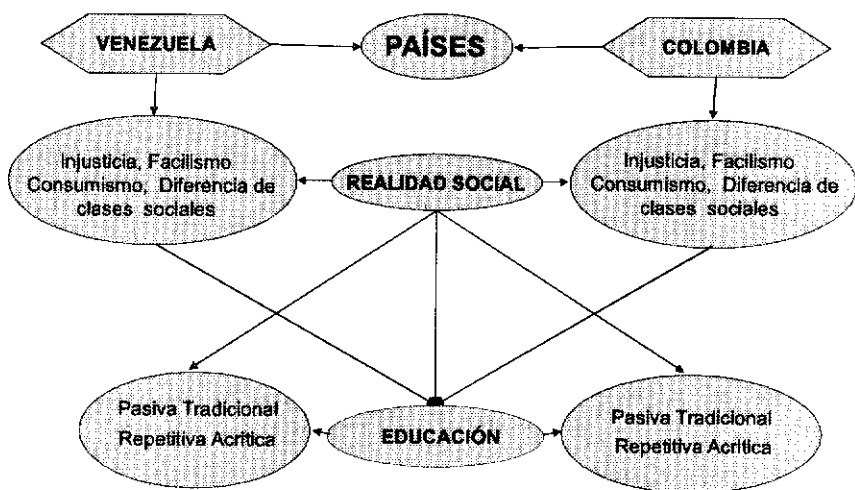 VENEZUELA
PAÍSES
COLOMBIA
Injusticia, Facilismo
Consumismo, Diferencia de
clases sociales
REALIDAD SOCIAL
Injusticia, Facilismo
Consumismo, Diferencia de
clases sociales
Pasiva Tradicional
Repetitiva Acrítica
EDUCACIÓN
Pasiva Tradicional
Repetitiva Acrítica